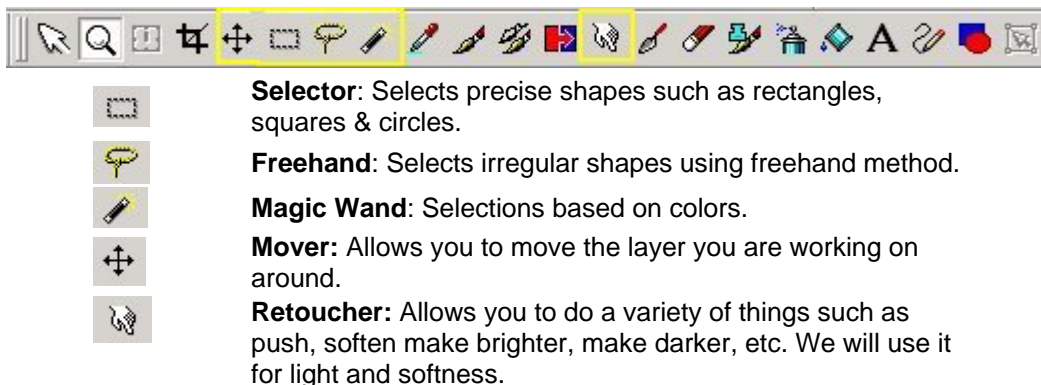 Selector: Selects precise shapes such as rectangles,
squares & circles.
Freehand: Selects irregular shapes using freehand method.
Magic Wand: Selections based on colors.
Mover: Allows you to move the layer you are working on
around.
Retoucher: Allows you to do a variety of things such as
push, soften make brighter, make darker, etc. We will use it
for light and softness.